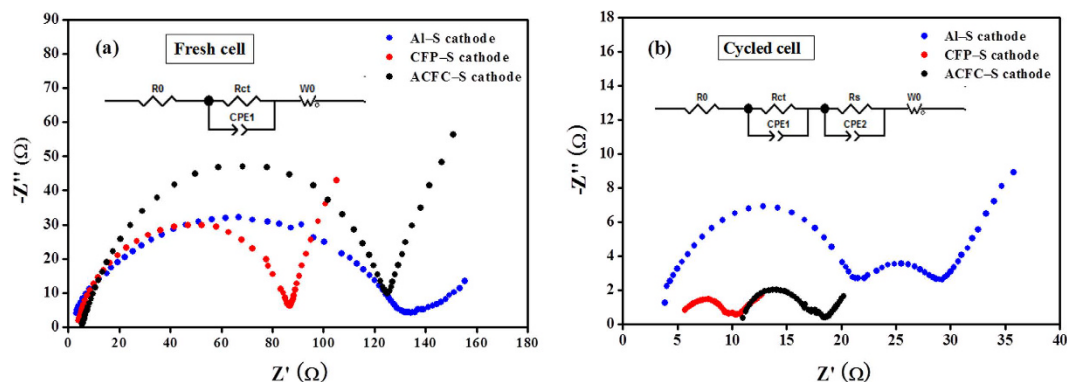 (a)
Fresh cell
Al–S cathode
CFP–S cathode
ACFC–S cathode
R0
Rct
W0
CPE1
-Z'' (Ω)
90
80
70
60
50
40
30
20
10
0
0 20 40 60 80 100 120 140 160 180
Z' (Ω)
(b)
Cycled cell
Al–S cathode
CFP–S cathode
ACFC–S cathode
R0
Rct
Rs
W0
CPE1
CPE2
-Z'' (Ω)
18
16
14
12
10
8
6
4
2
0
0 5 10 15 20 25 30 35 40
Z' (Ω)